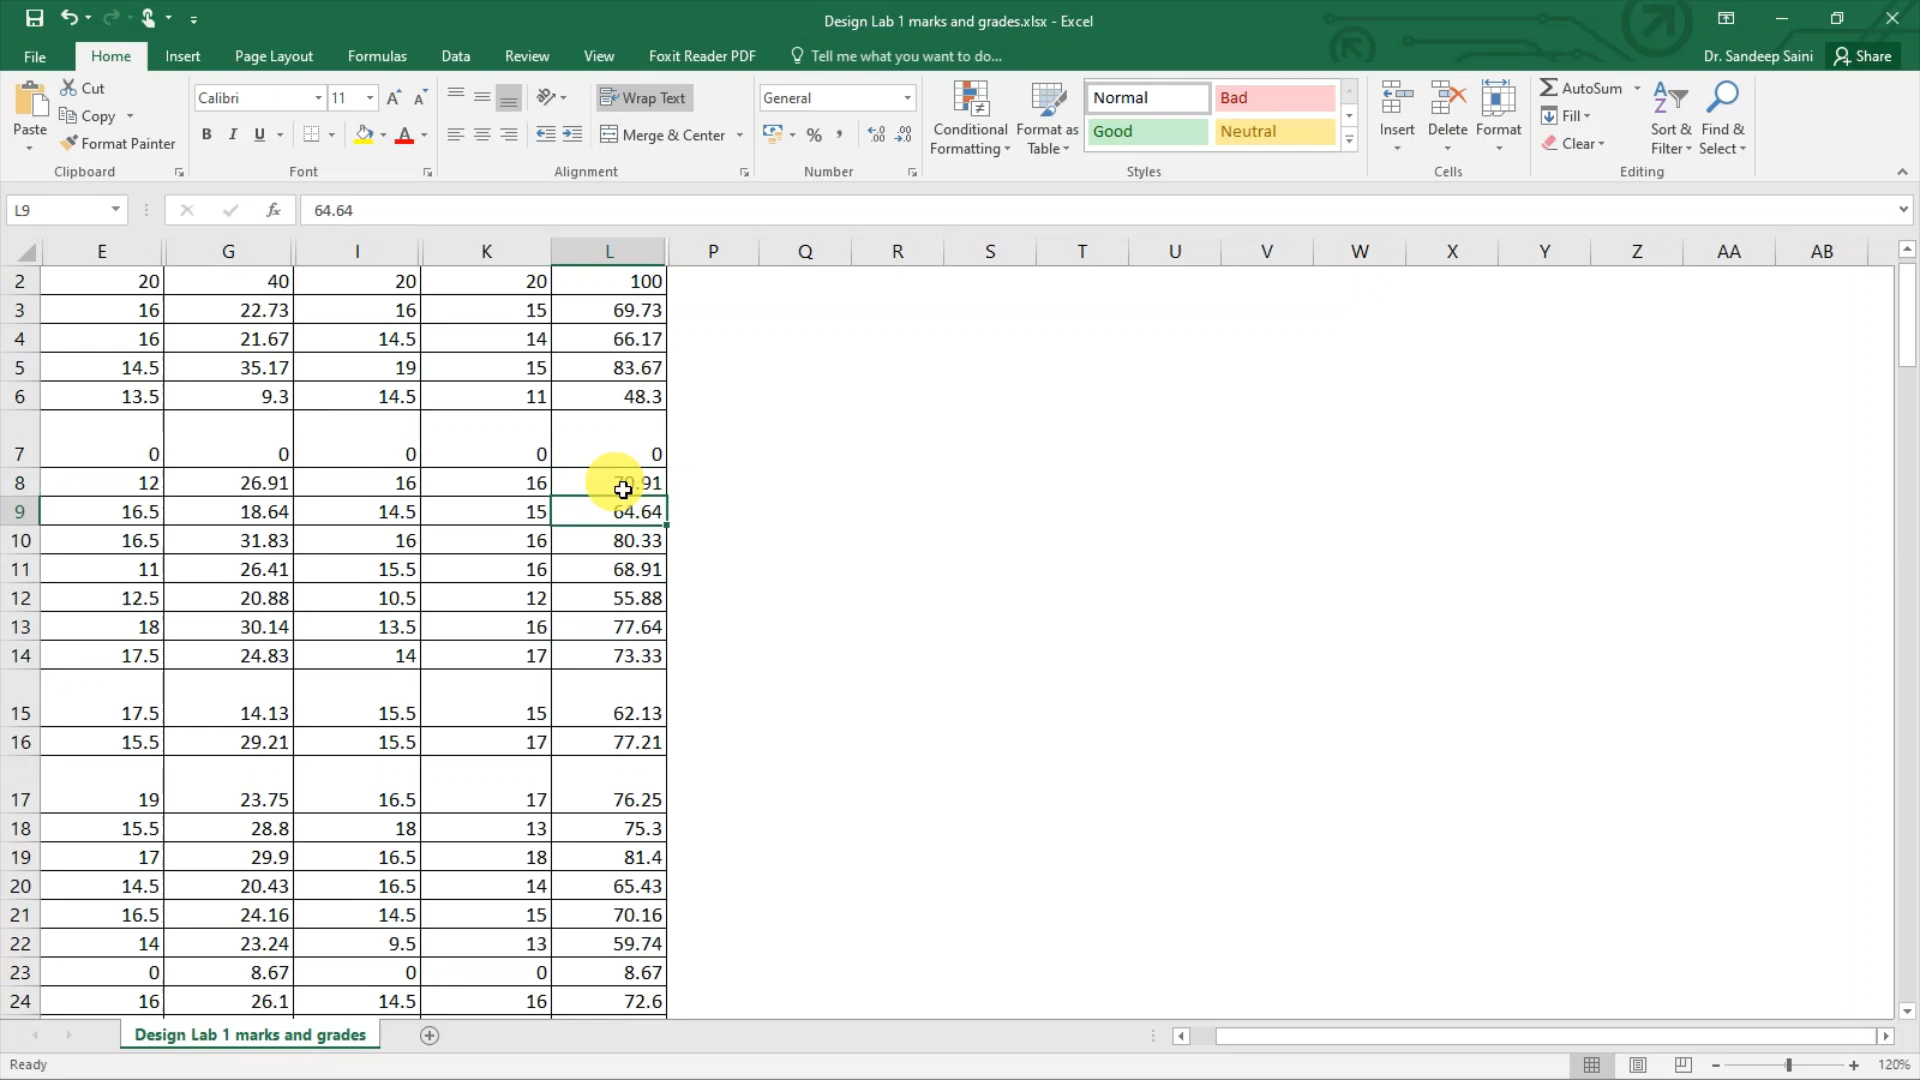 Design Lab 1 marks and grades.xlsx - Excel
File Home Insert Page Layout Formulas Data Review View Foxit Reader PDF Tell me what you want to do... Dr. Sandeep Saini Share
Paste Cut Calibri 11 Wrap Text General Normal Bad AutoSum
Copy Conditional Formatting Format as Table Insert Delete Format Fill Sort & Filter Find & Select
Format Painter B I U A Merge & Center % , Good Neutral Clear
Clipboard Font Alignment Number Styles Cells Editing
L9 fx 64.64
E G I K L P Q R S T U V W X Y Z AA AB
2 20 40 20 20 100
3 16 22.73 16 15 69.73
4 16 21.67 14.5 14 66.17
5 14.5 35.17 19 15 83.67
6 13.5 9.3 14.5 11 48.3
7 0 0 0 0 0
8 12 26.91 16 16 70.91
9 16.5 18.64 14.5 15 64.64
10 16.5 31.83 16 16 80.33
11 11 26.41 15.5 16 68.91
12 12.5 20.88 10.5 12 55.88
13 18 30.14 13.5 16 77.64
14 17.5 24.83 14 17 73.33
15 17.5 14.13 15.5 15 62.13
16 15.5 29.21 15.5 17 77.21
17 19 23.75 16.5 17 76.25
18 15.5 28.8 18 13 75.3
19 17 29.9 16.5 18 81.4
20 14.5 20.43 16.5 14 65.43
21 16.5 24.16 14.5 15 70.16
22 14 23.24 9.5 13 59.74
23 0 8.67 0 0 8.67
24 16 26.1 14.5 16 72.6
Design Lab 1 marks and grades
Ready 120%